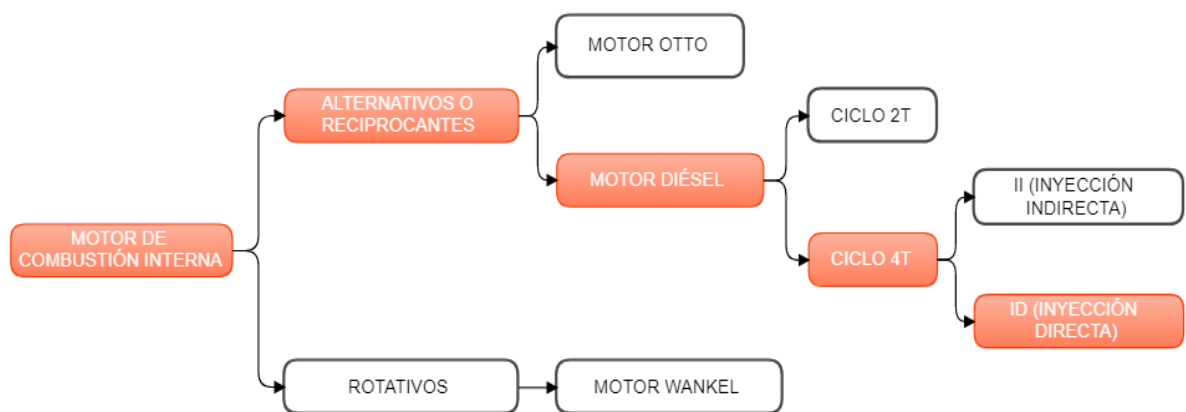 MOTOR OTTO
ALTERNATIVOS O
RECIPROCANTES
CICLO 2T
MOTOR DIÉSEL
II (INYECCIÓN
INDIRECTA)
MOTOR DE
COMBUSTIÓN INTERNA
CICLO 4T
ID (INYECCIÓN
DIRECTA)
ROTATIVOS
MOTOR WANKEL